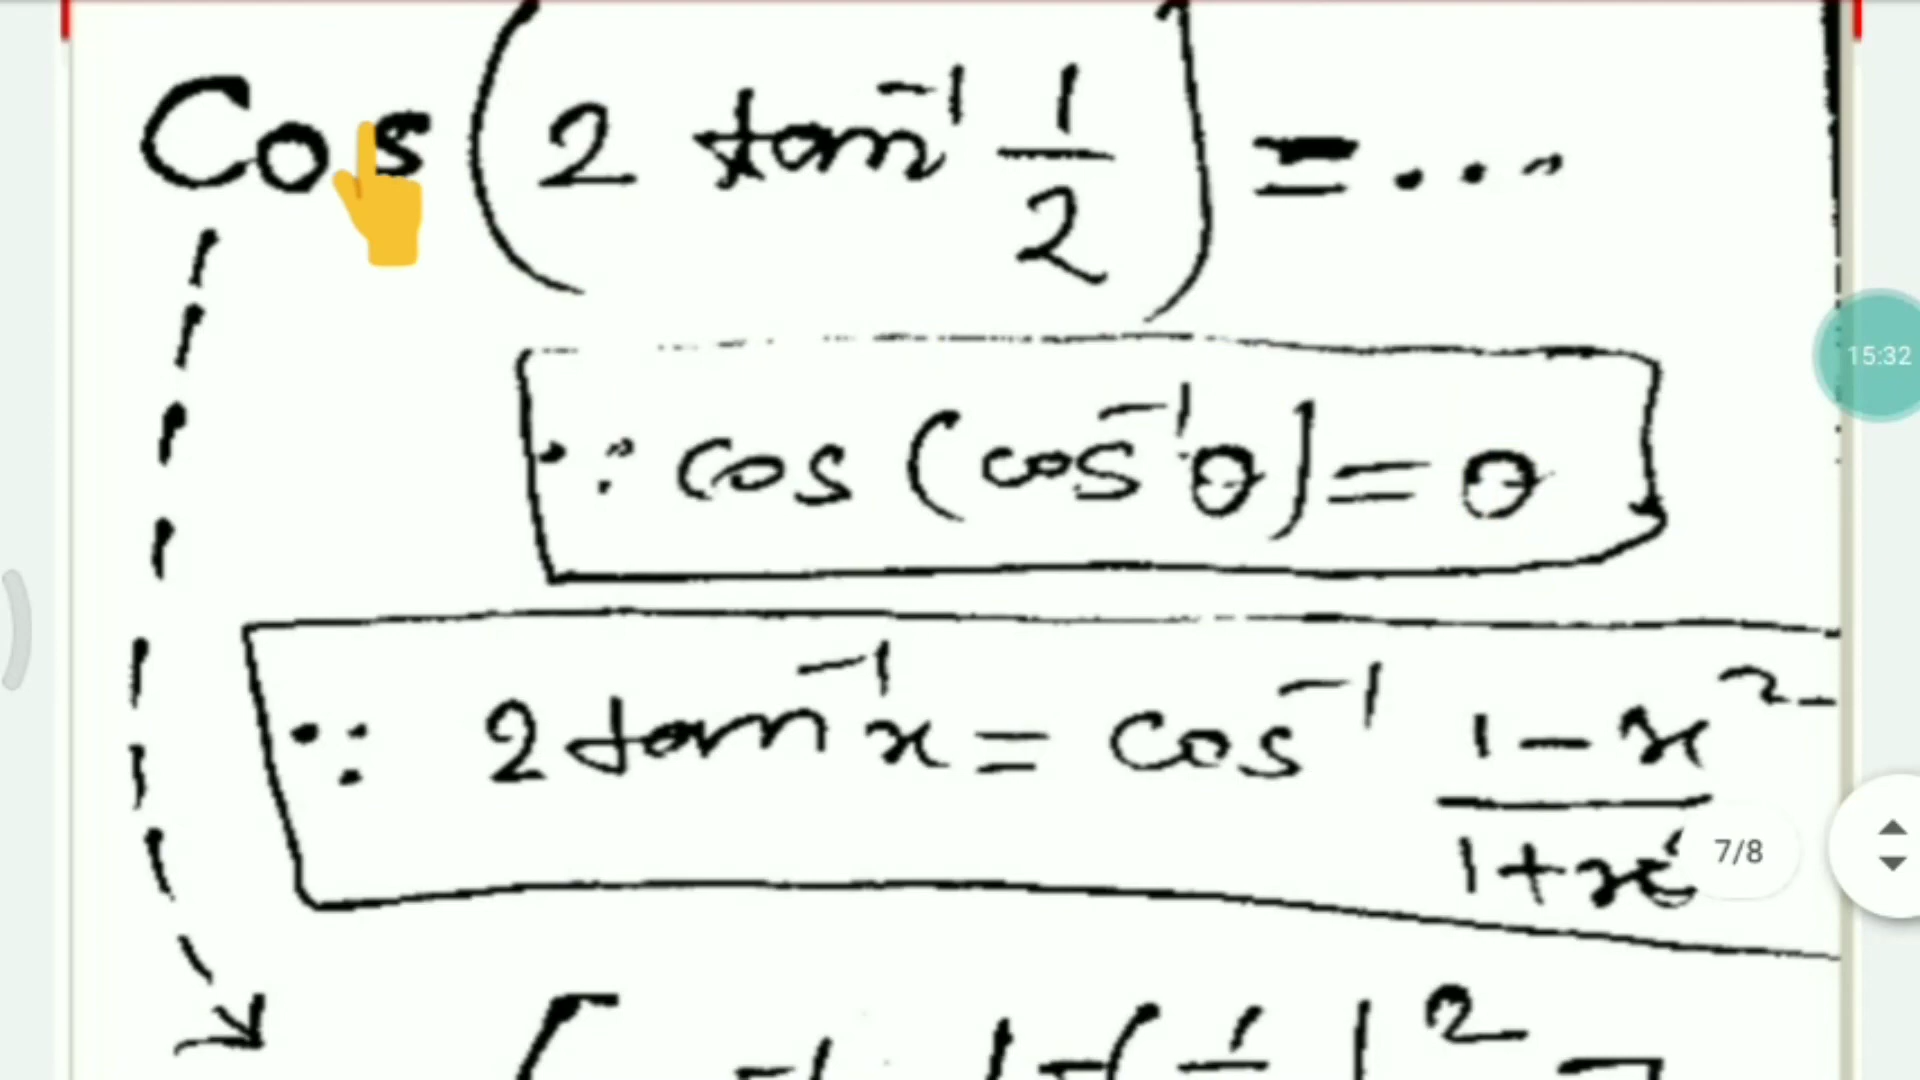 Cos (2 tan⁻¹ 1/2) = ...
∵ cos (cos⁻¹ θ) = θ
15:32
∵ 2 tan⁻¹ x = cos⁻¹ (1 - x²)/(1 + x²)
7/8